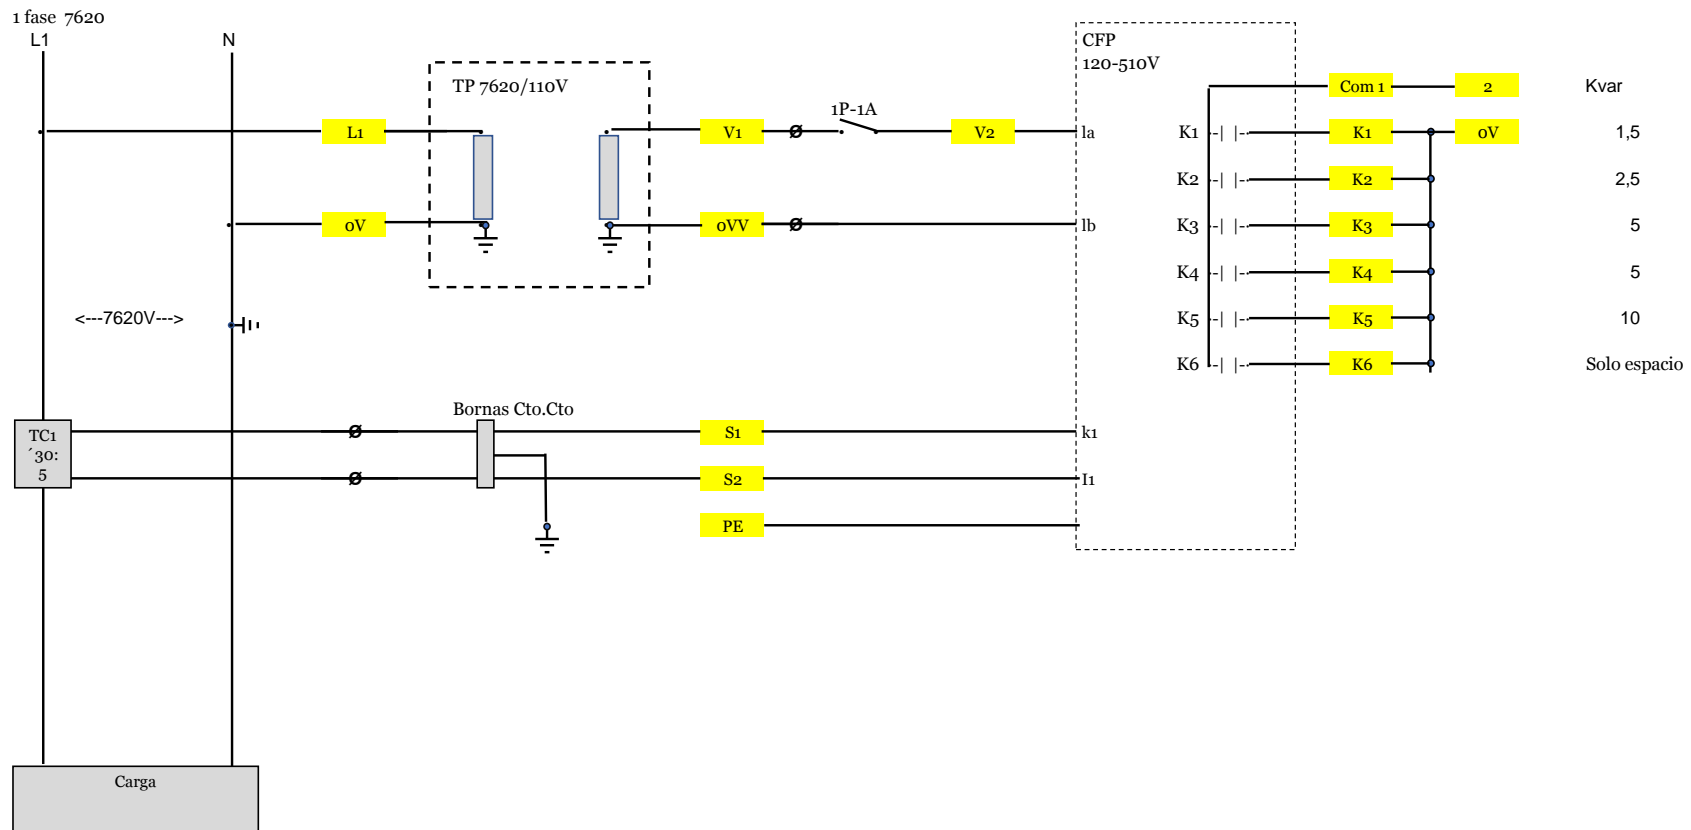 1 fase 7620
L1
N
TP 7620/110V
CFP
120-510V
1P-1A
Com 1
2
Kvar
L1
V1
V2
la
K1
-| |-
K1
0V
1,5
K2
-| |-
K2
2,5
0V
0VV
lb
K3
-| |-
K3
5
K4
-| |-
K4
5
<---7620V--->
K5
-| |-
K5
10
K6
-| |-
K6
Solo espacio
Bornas Cto.Cto
TC1
´30:
5
S1
k1
S2
I1
PE
Carga